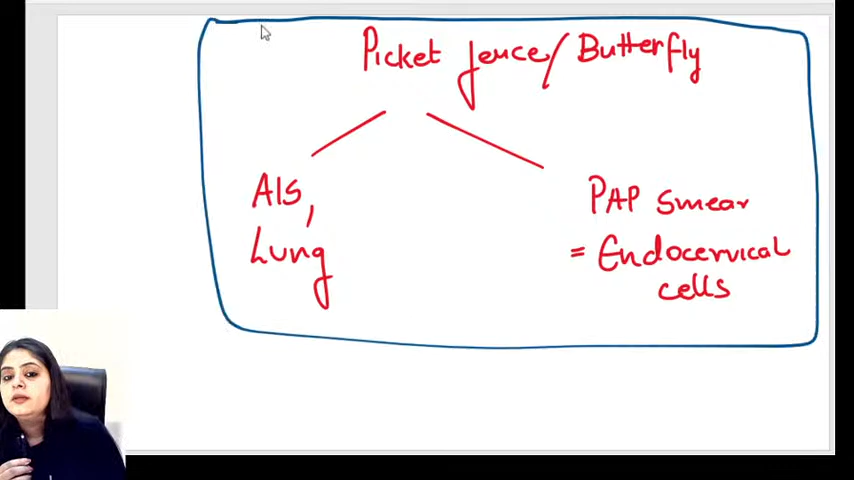 Picket fence/Butterfly
AIS,
Lung
PAP smear
= Endocervical
cells